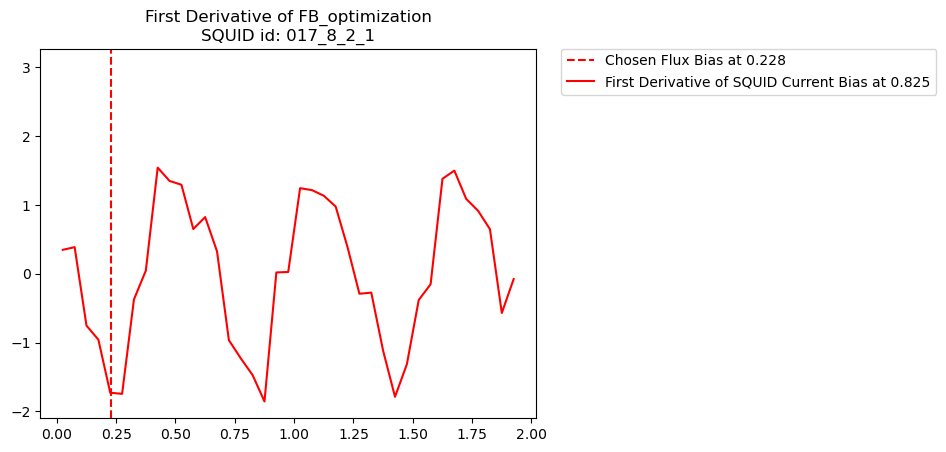 First Derivative of FB_optimization
SQUID id: 017_8_2_1
Chosen Flux Bias at 0.228
First Derivative of SQUID Current Bias at 0.825
3
2
1
0
−1
−2
0.00 0.25 0.50 0.75 1.00 1.25 1.50 1.75 2.00